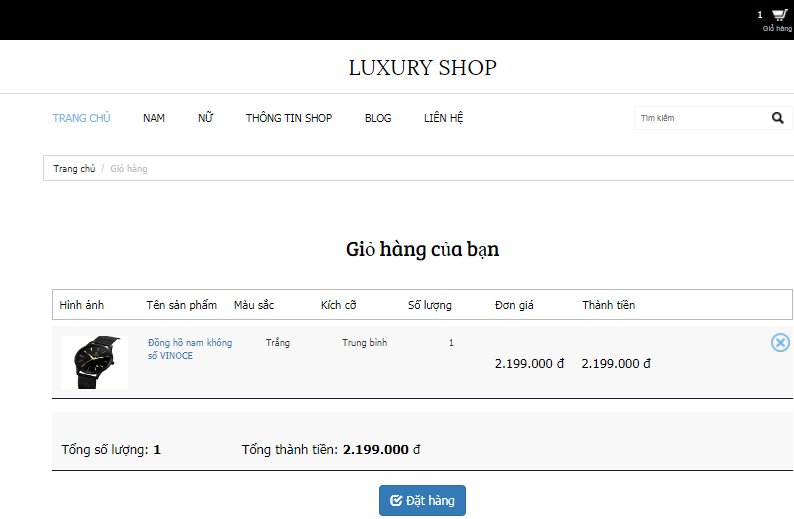 1
Giỏ hàng
LUXURY SHOP
TRANG CHỦ NAM NỮ THÔNG TIN SHOP BLOG LIÊN HỆ Tìm kiếm
Trang chủ / Giỏ hàng
Giỏ hàng của bạn
Hình ảnh Tên sản phẩm Màu sắc Kích cỡ Số lượng Đơn giá Thành tiền
Đồng hồ nam không Trắng Trung bình 1
số VINOCE
2.199.000 đ 2.199.000 đ
Tổng số lượng: 1 Tổng thành tiền: 2.199.000 đ
Đặt hàng